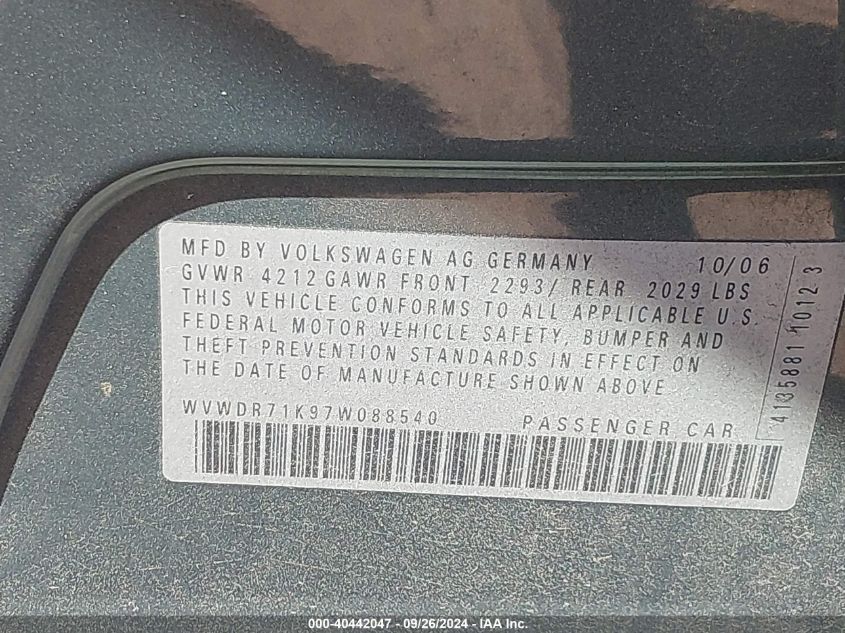 MFD BY VOLKSWAGEN AG GERMANY 10/06
GVWR 4212 GAWR FRONT 2293/ REAR 2029 LBS
THIS VEHICLE CONFORMS TO ALL APPLICABLE U.S.
FEDERAL MOTOR VEHICLE SAFETY, BUMPER AND
THEFT PREVENTION STANDARDS IN EFFECT ON
THE DATE OF MANUFACTURE SHOWN ABOVE
WVWDR71K97W088540 PASSENGER CAR
4135881 10123
000-40442047 - 09/26/2024 - IAA Inc.